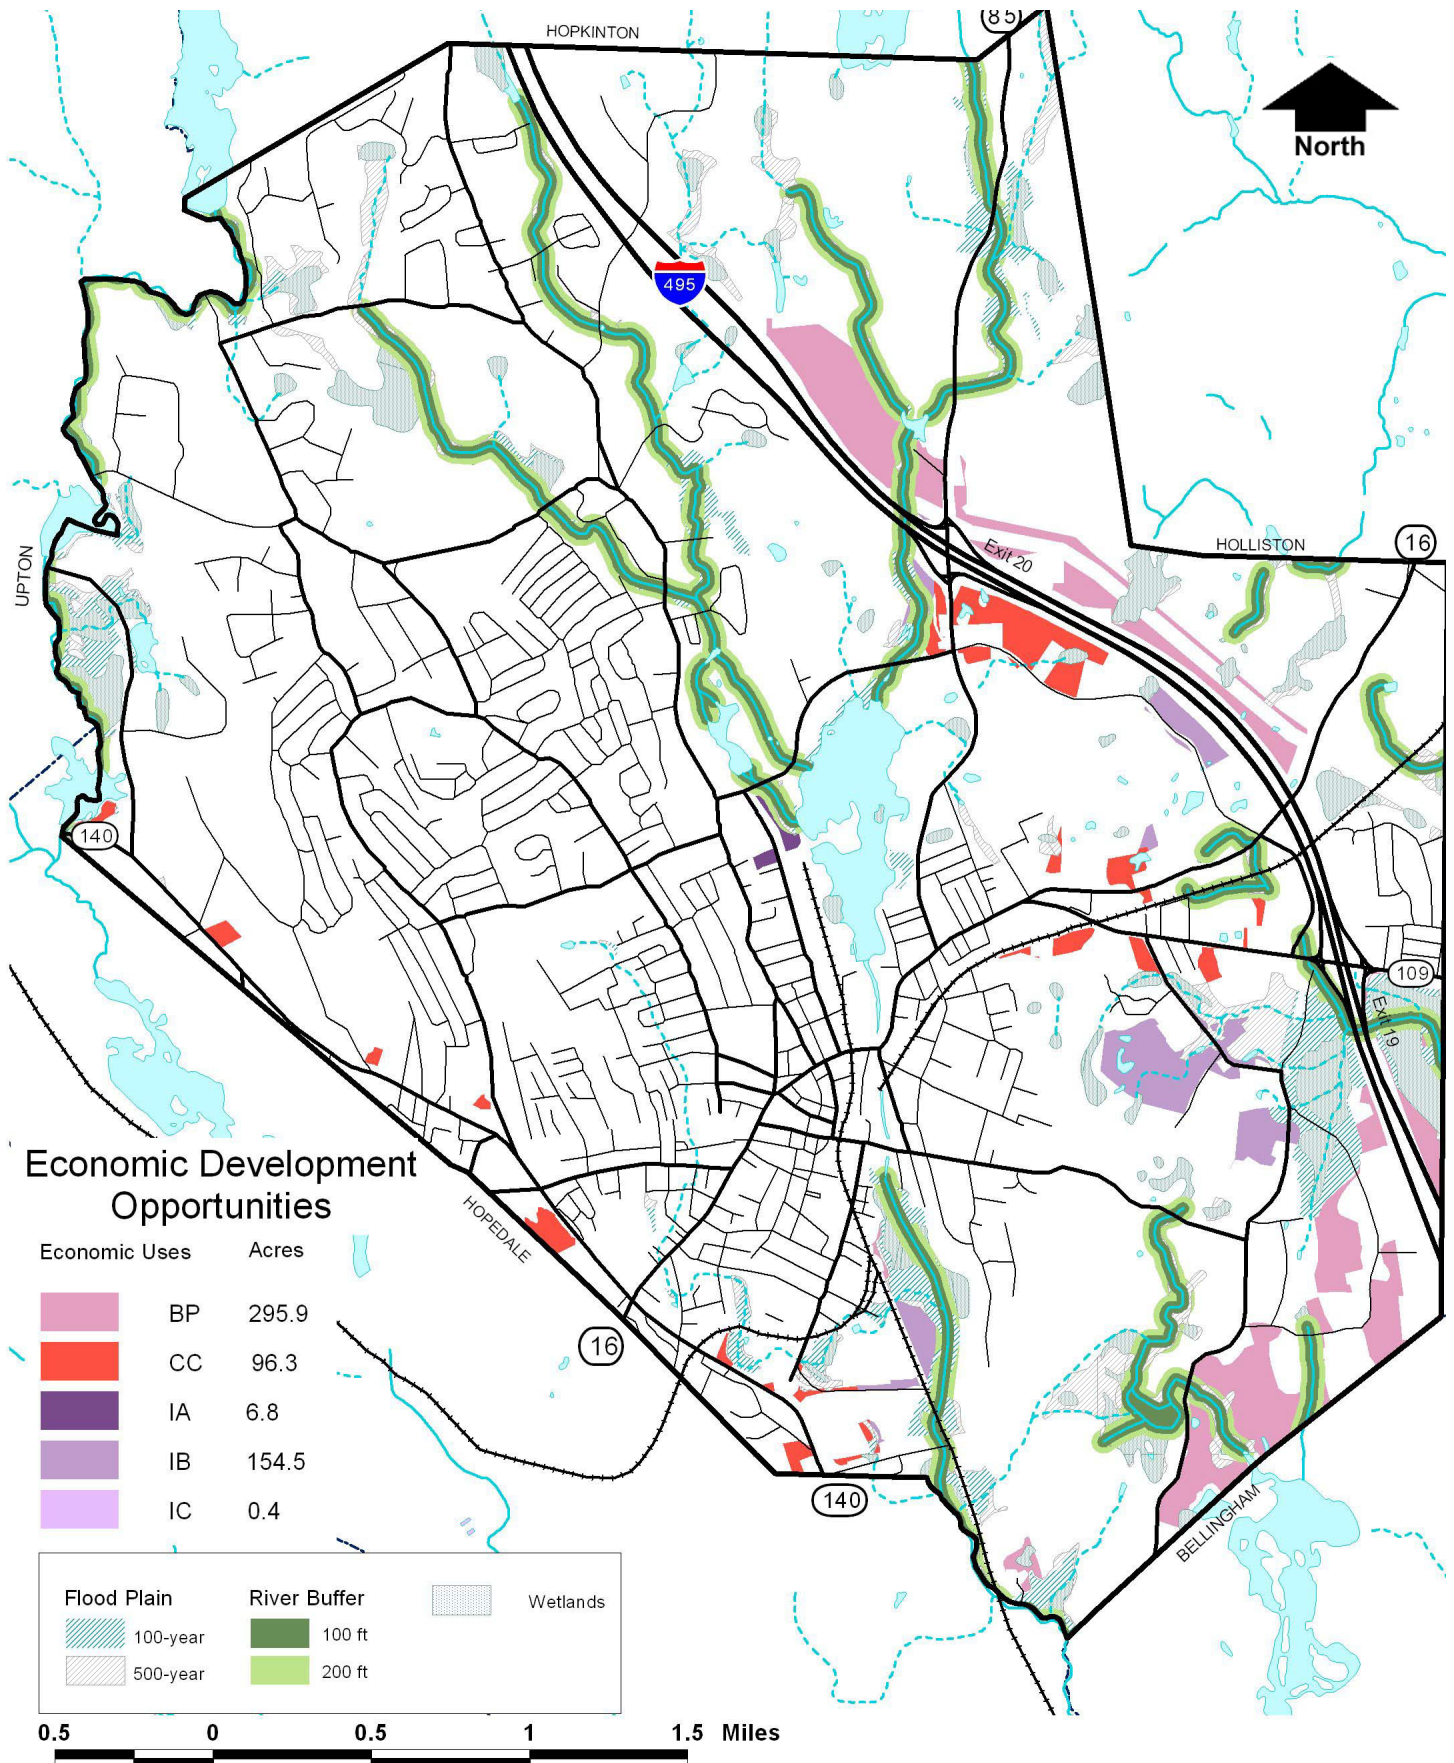 HOPKINTON
85
North
495
Exit 20
HOLLISTON
16
UPTON
140
109
Exit 19
HOPEDALE
16
140
BELLINGHAM
Economic Development
Opportunities
Economic Uses Acres
BP 295.9
CC 96.3
IA 6.8
IB 154.5
IC 0.4
Flood Plain River Buffer Wetlands
100-year 100 ft
500-year 200 ft
0.5 0 0.5 1 1.5 Miles